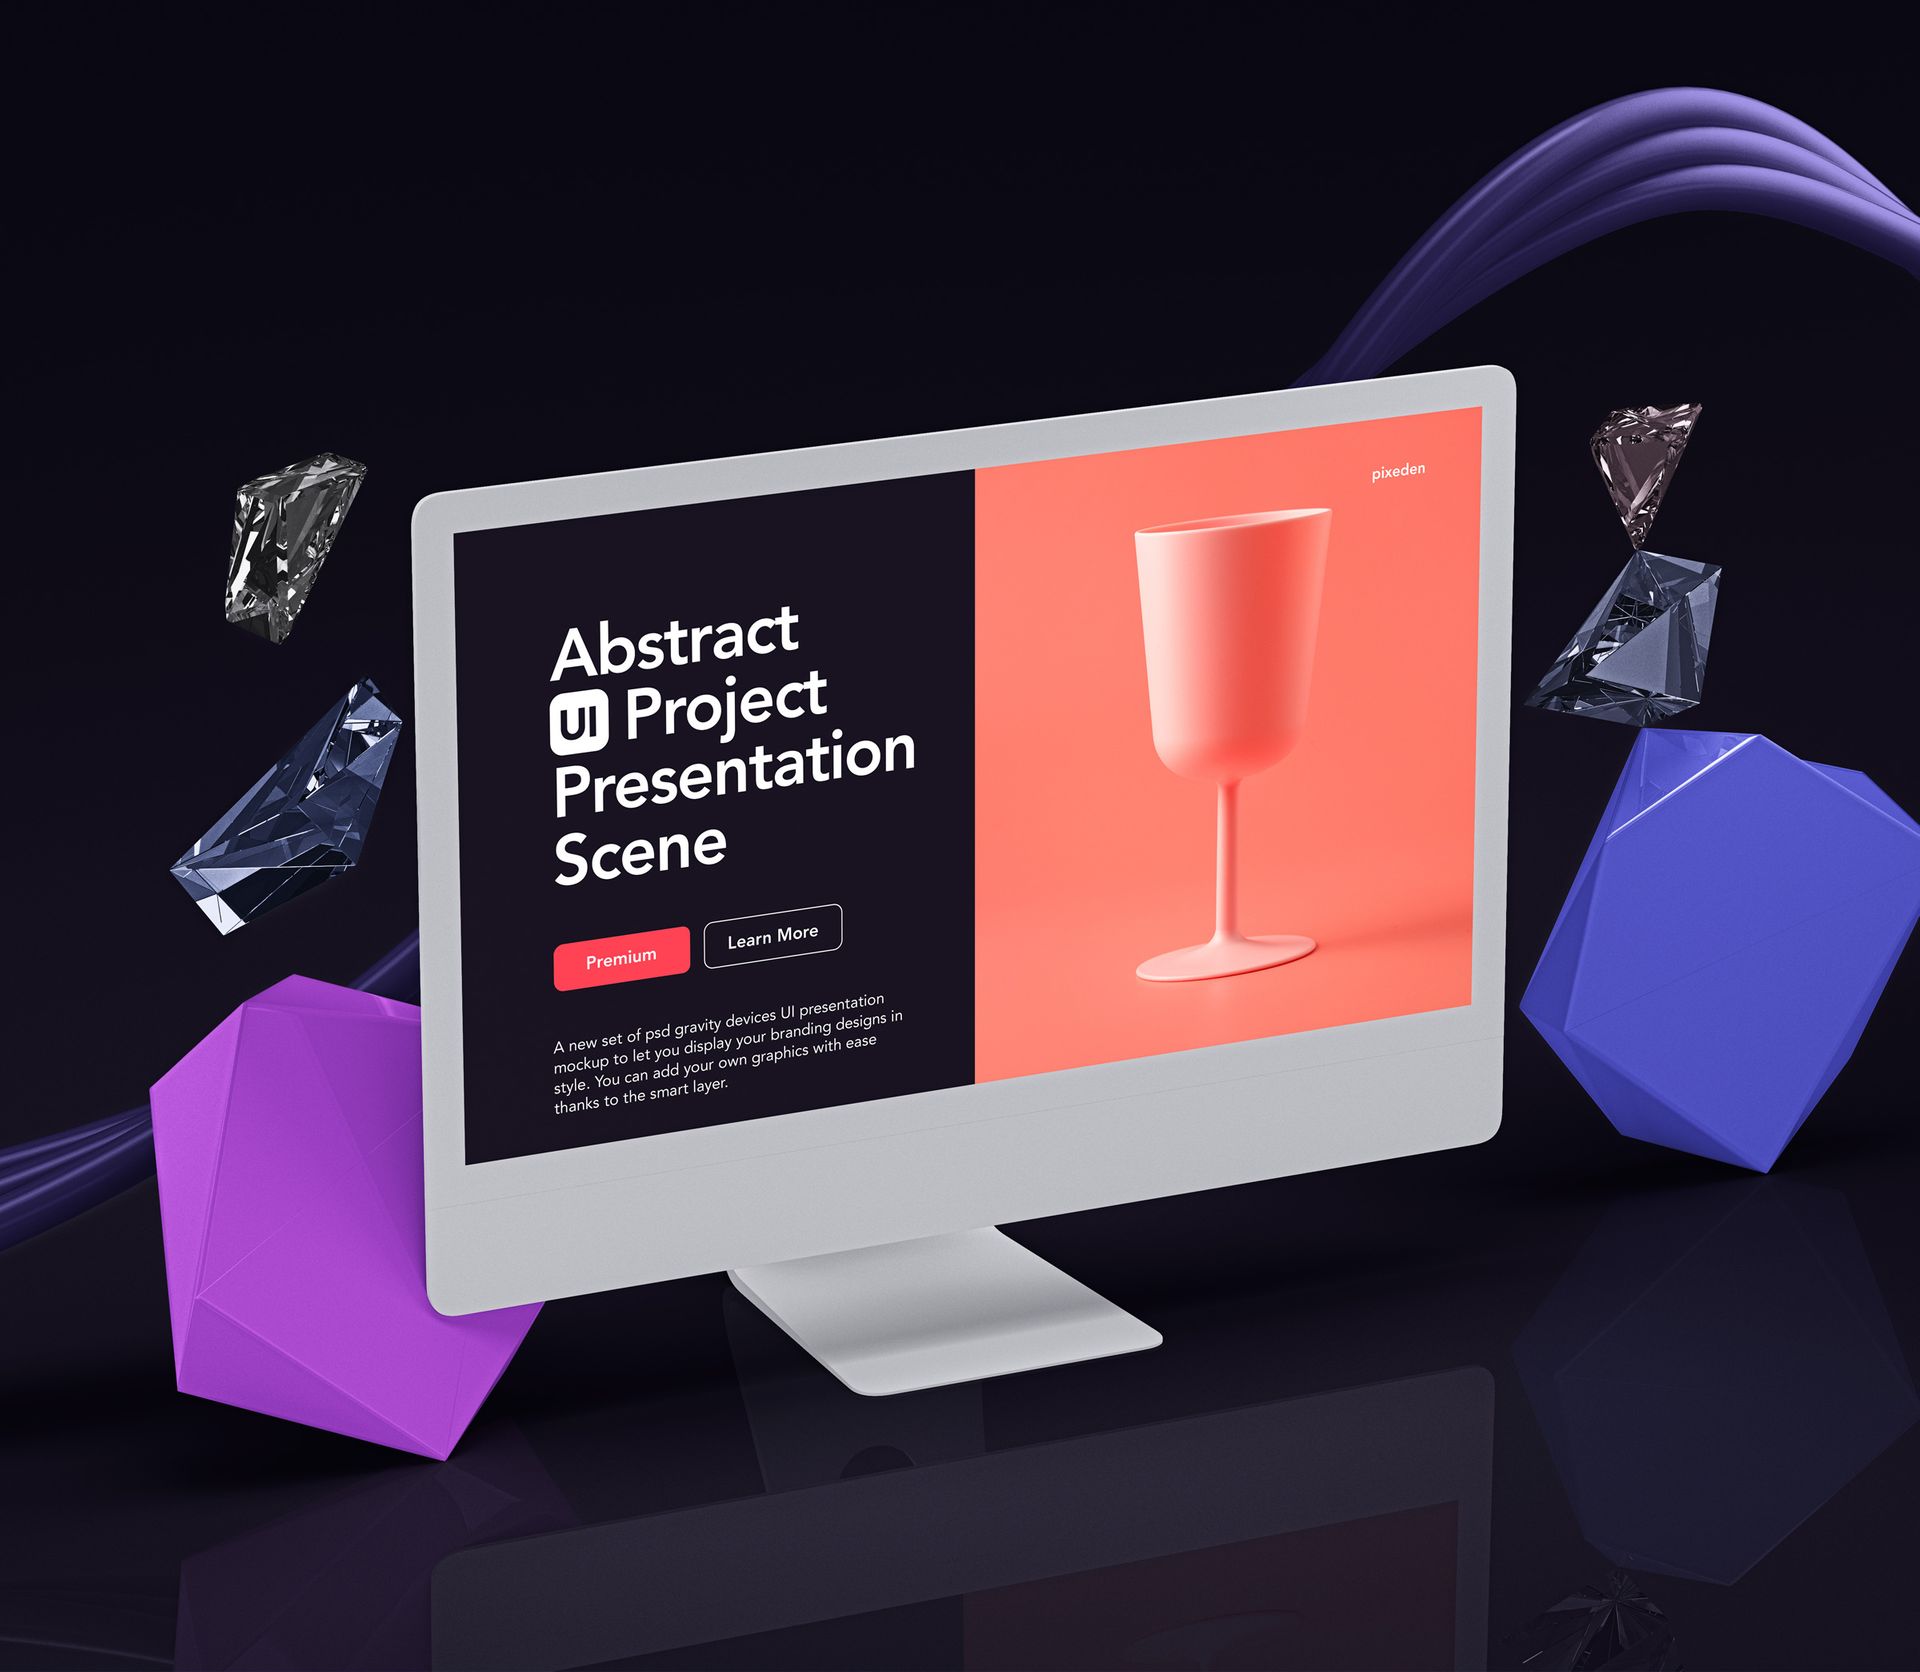 pixeden
Abstract
UI Project
Presentation
Scene
Premium
Learn More
A new set of psd gravity devices UI presentation
mockup to let you display your branding designs in
style. You can add your own graphics with ease
thanks to the smart layer.